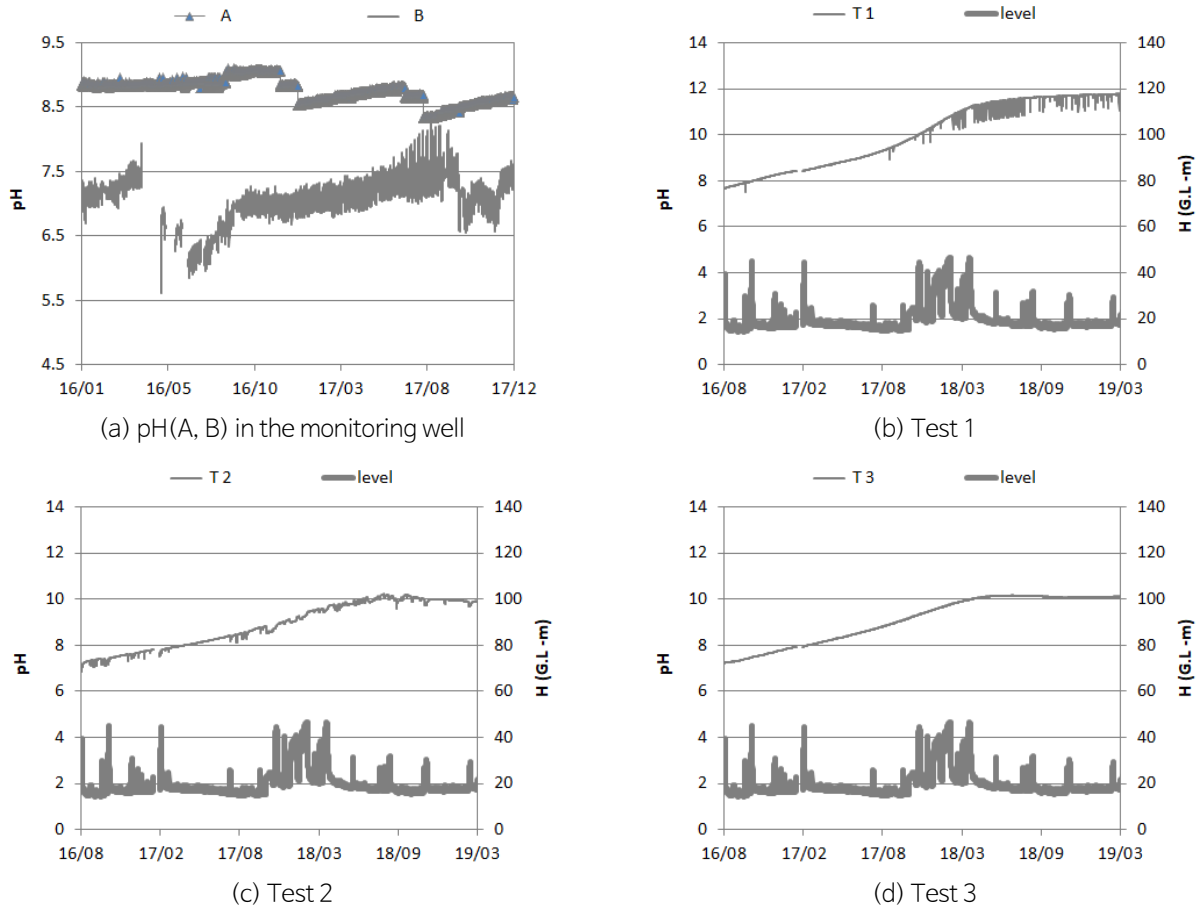 A B
pH
9.5
8.5
7.5
6.5
5.5
4.5
16/01 16/05 16/10 17/03 17/08 17/12
(a) pH(A, B) in the monitoring well
T 1 level
pH
14
12
10
8
6
4
2
0
H (G.L -m)
140
120
100
80
60
40
20
0
16/08 17/02 17/08 18/03 18/09 19/03
(b) Test 1
T 2 level
pH
14
12
10
8
6
4
2
0
H (G.L -m)
140
120
100
80
60
40
20
0
16/08 17/02 17/08 18/03 18/09 19/03
(c) Test 2
T 3 level
pH
14
12
10
8
6
4
2
0
H (G.L -m)
140
120
100
80
60
40
20
0
16/08 17/02 17/08 18/03 18/09 19/03
(d) Test 3